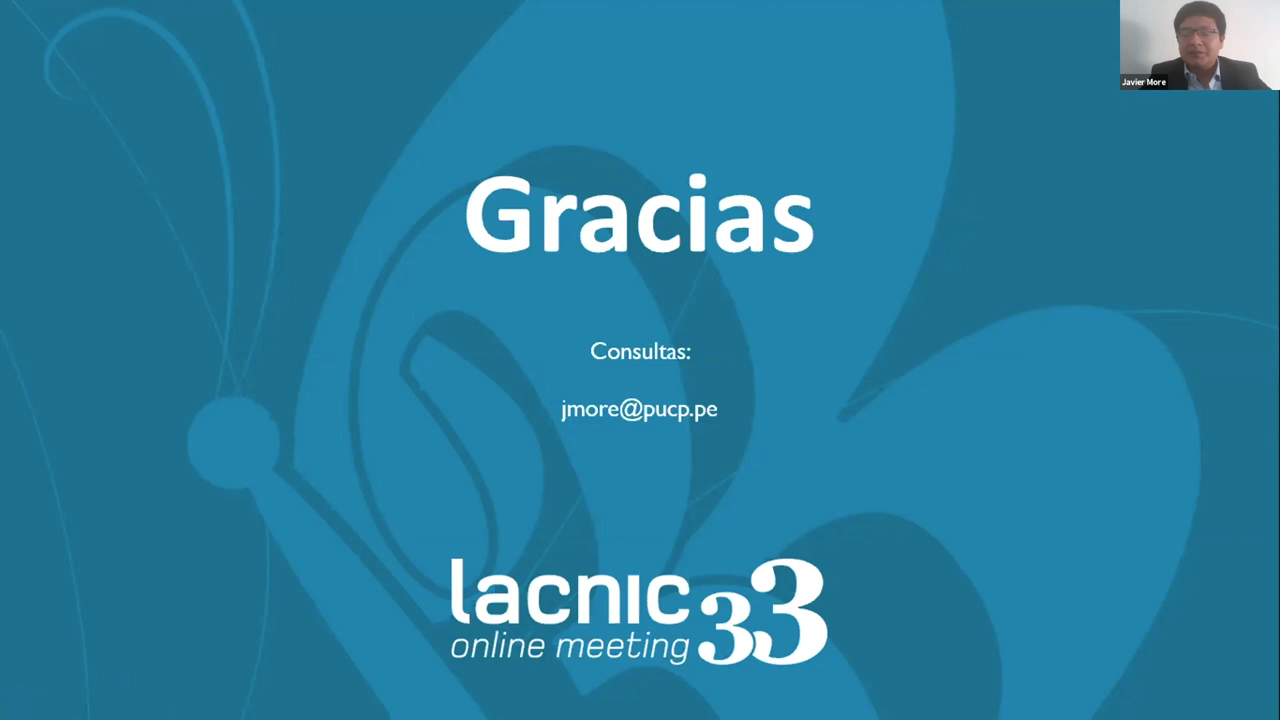 Javier More
Gracias
Consultas:
jmore@pucp.pe
lacnic 33
online meeting